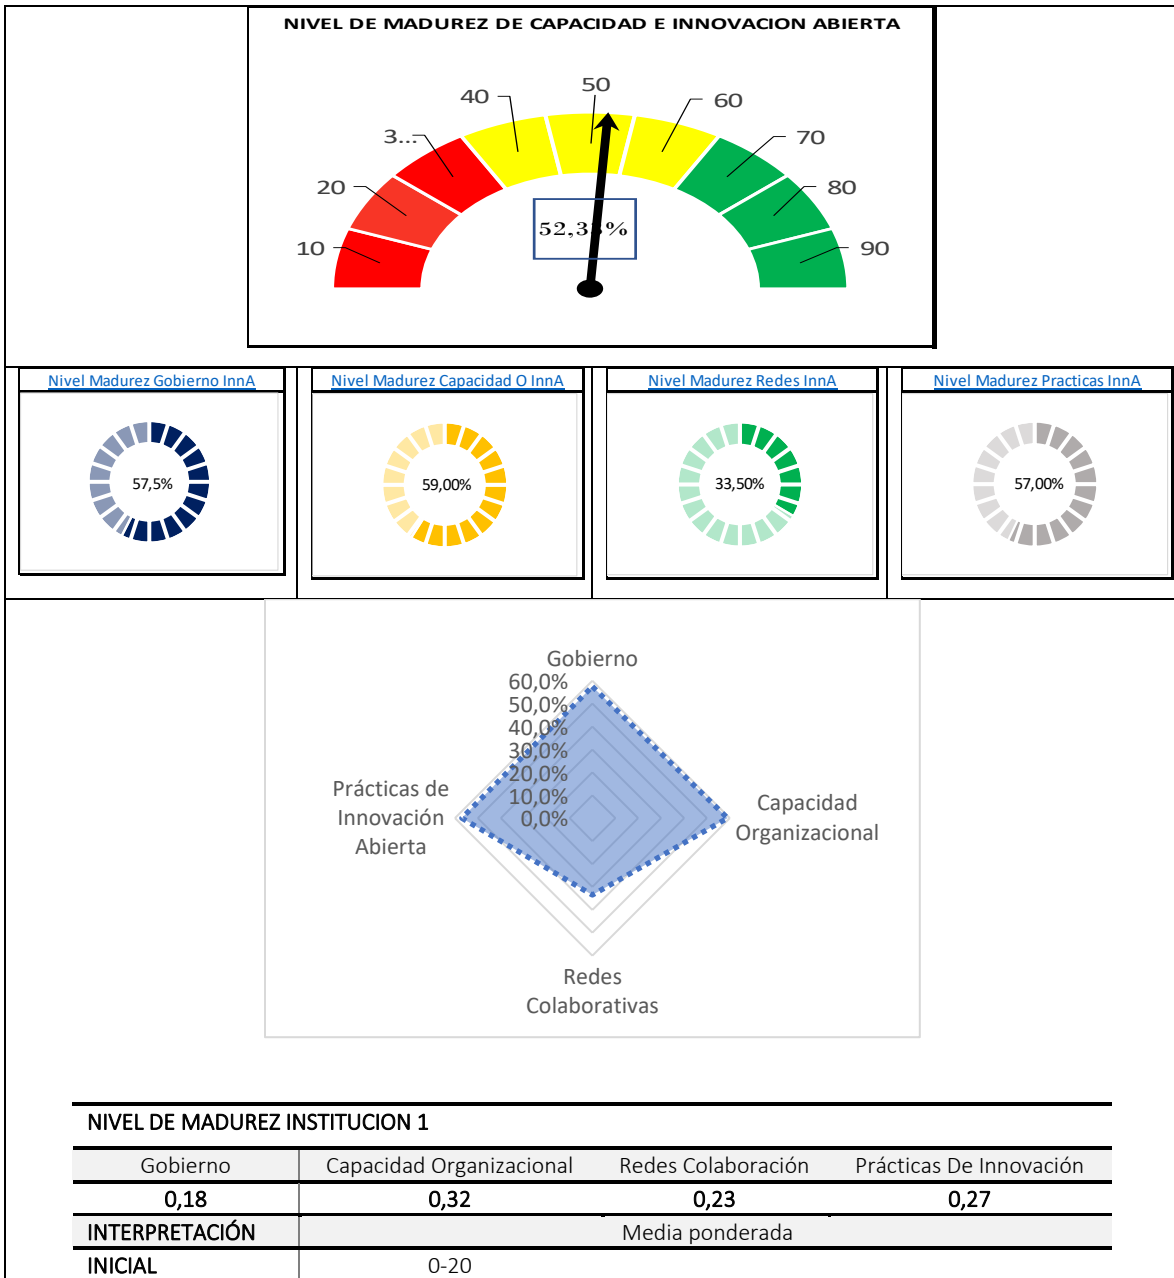 NIVEL DE MADUREZ DE CAPACIDAD E INNOVACION ABIERTA
50
40
60
3...
70
20
80
10
90
Nivel Madurez Gobierno InnA
Nivel Madurez Capacidad O InnA
Nivel Madurez Redes InnA
Nivel Madurez Practicas InnA
57,5%
59,00%
33,50%
57,00%
Gobierno
60,0%
50,0%
40,0%
30,0%
20,0%
10,0%
0,0%
Prácticas de
Innovación
Abierta
Capacidad
Organizacional
Redes
Colaborativas
NIVEL DE MADUREZ INSTITUCION 1
Gobierno Capacidad Organizacional Redes Colaboración Prácticas De Innovación
0,18 0,32 0,23 0,27
INTERPRETACIÓN Media ponderada
INICIAL 0-20